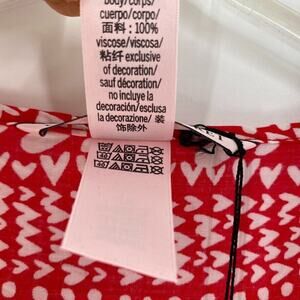 body/corps/
cuerpo/corpo/
面料：100%
viscose/viscosa/
粘纤 exclusive
of decoration/
sauf décoration/
no incluye la
decoración/esclusa
la decorazione/ 装
饰除外